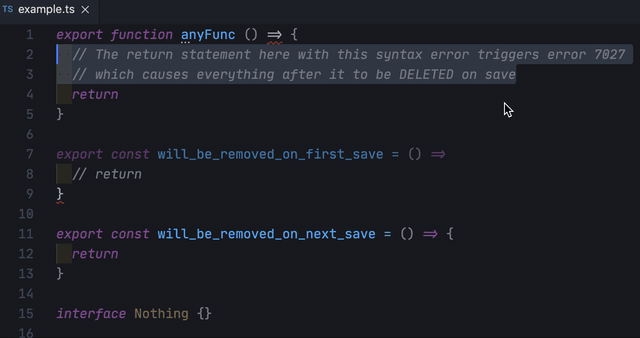 TS example.ts ×
1 export function anyFunc () => {
2 // The return statement here with this syntax error triggers error 7027
3 // which causes everything after it to be DELETED on save
4 return
5 }
6
7 export const will_be_removed_on_first_save = () =>
8 // return
9 }
10
11 export const will_be_removed_on_next_save = () => {
12 return
13 }
14
15 interface Nothing {}
16